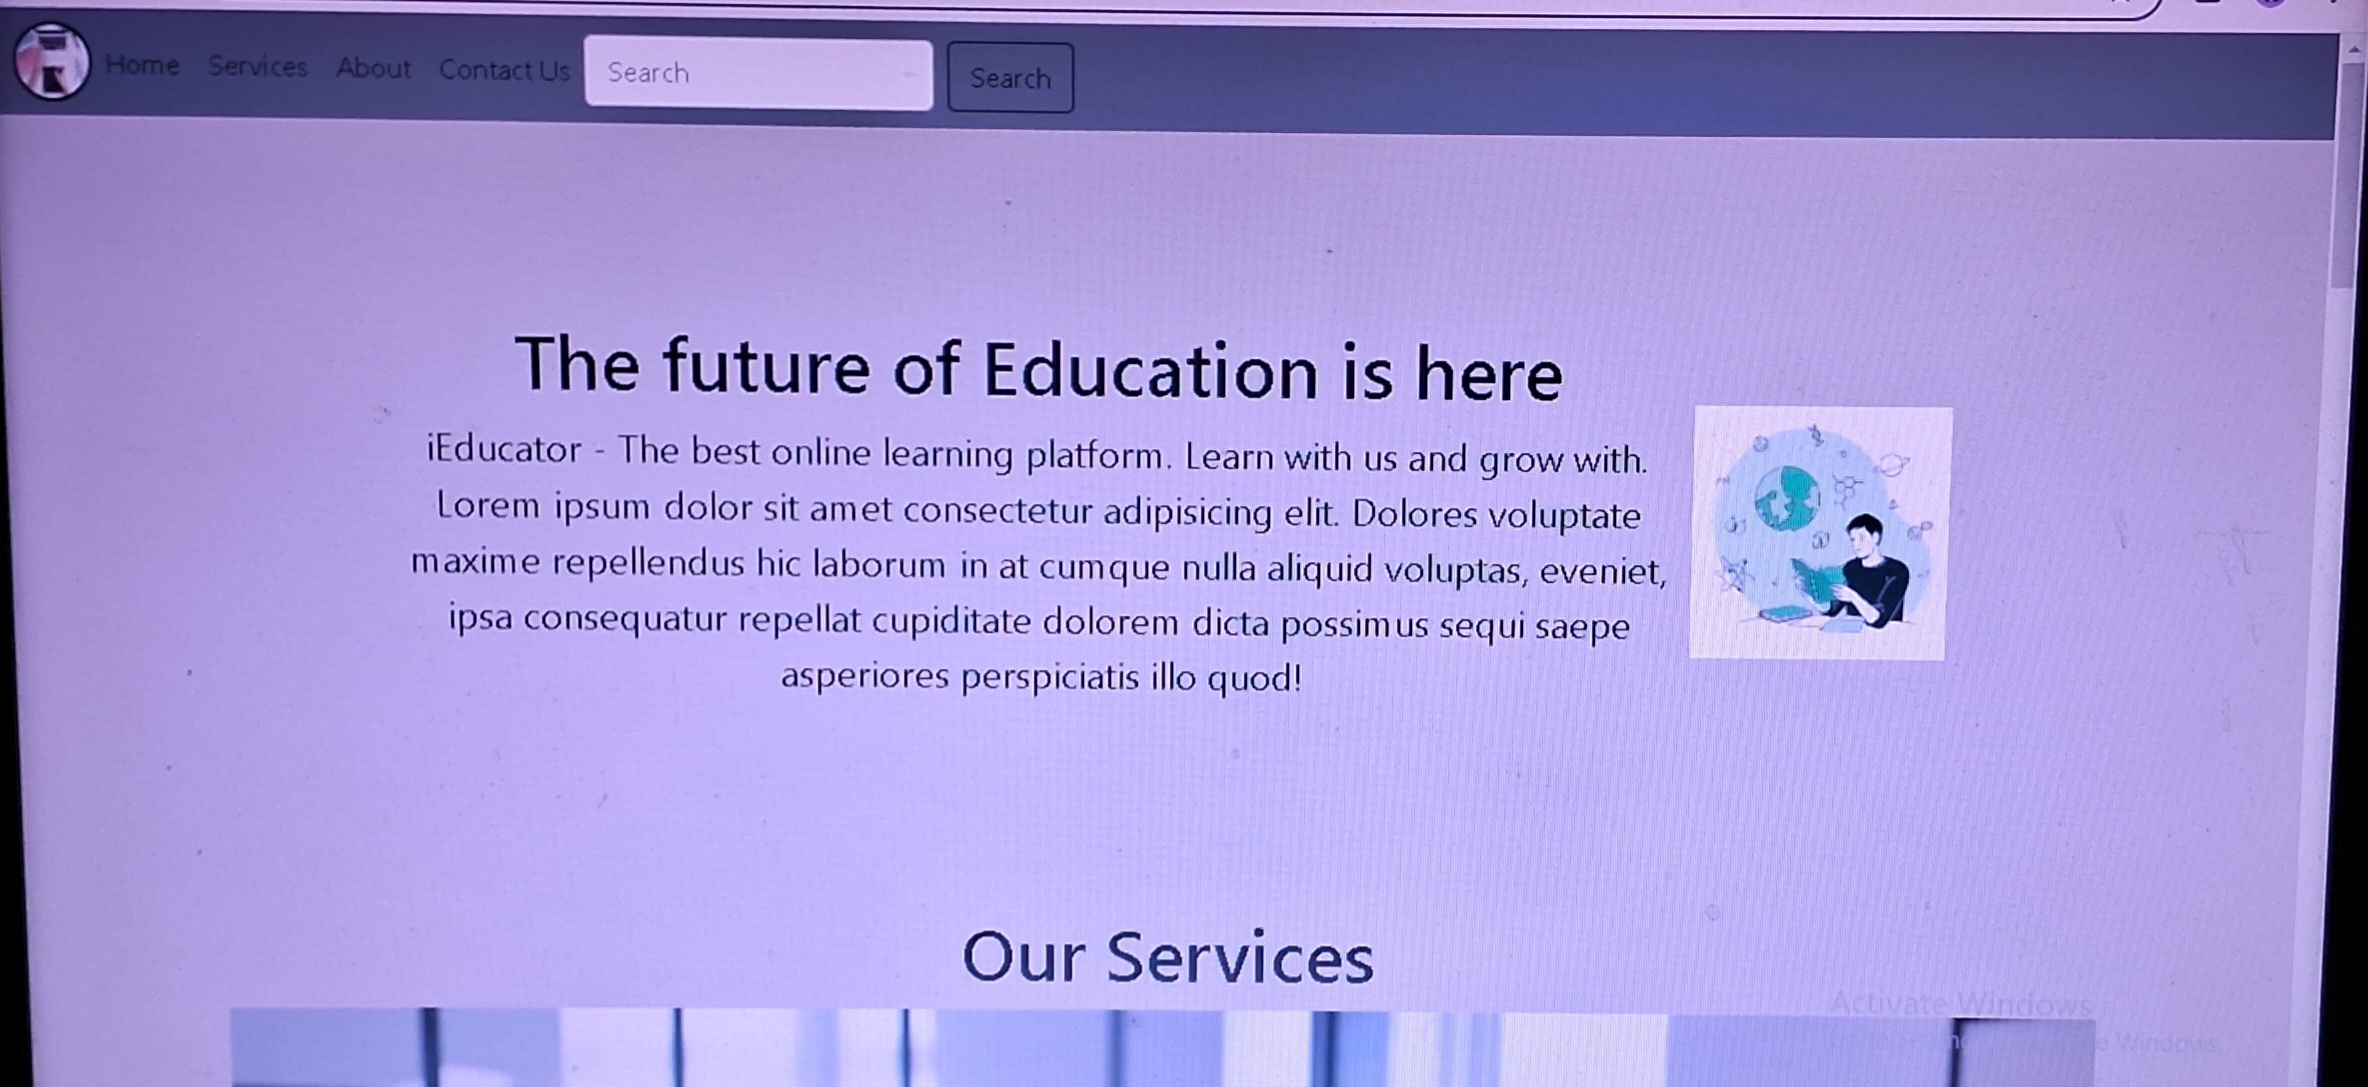 Home Services About Contact Us Search Search
The future of Education is here
iEducator - The best online learning platform. Learn with us and grow with.
Lorem ipsum dolor sit amet consectetur adipisicing elit. Dolores voluptate
maxime repellendus hic laborum in at cumque nulla aliquid voluptas, eveniet,
ipsa consequatur repellat cupiditate dolorem dicta possimus sequi saepe
asperiores perspiciatis illo quod!
Our Services
Activate Windows
Windows.